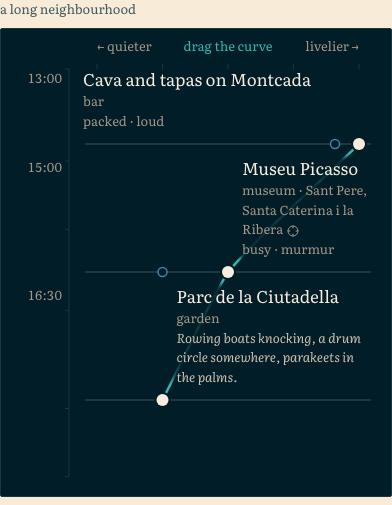 a long neighbourhood
← quieter
drag the curve
livelier →
13:00
Cava and tapas on Montcada
bar
packed · loud
15:00
Museu Picasso
museum · Sant Pere,
Santa Caterina i la
Ribera
busy · murmur
16:30
Parc de la Ciutadella
garden
Rowing boats knocking, a drum
circle somewhere, parakeets in
the palms.